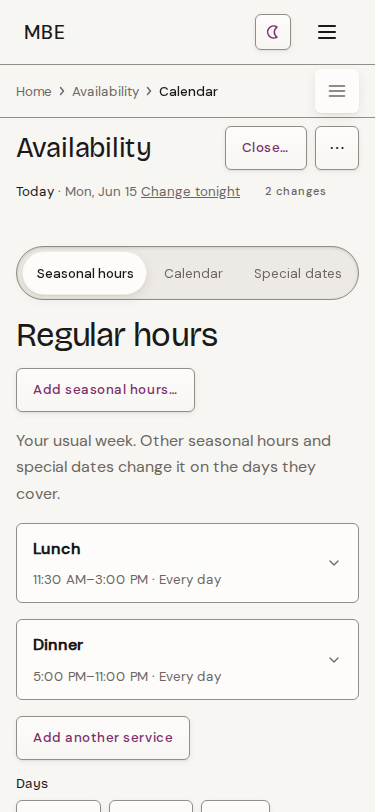 MBE
Home > Availability > Calendar
Availability
Close…
…
Today · Mon, Jun 15 Change tonight
2 changes
Seasonal hours
Calendar
Special dates
Regular hours
Add seasonal hours…
Your usual week. Other seasonal hours and
special dates change it on the days they
cover.
Lunch
11:30 AM–3:00 PM · Every day
Dinner
5:00 PM–11:00 PM · Every day
Add another service
Days